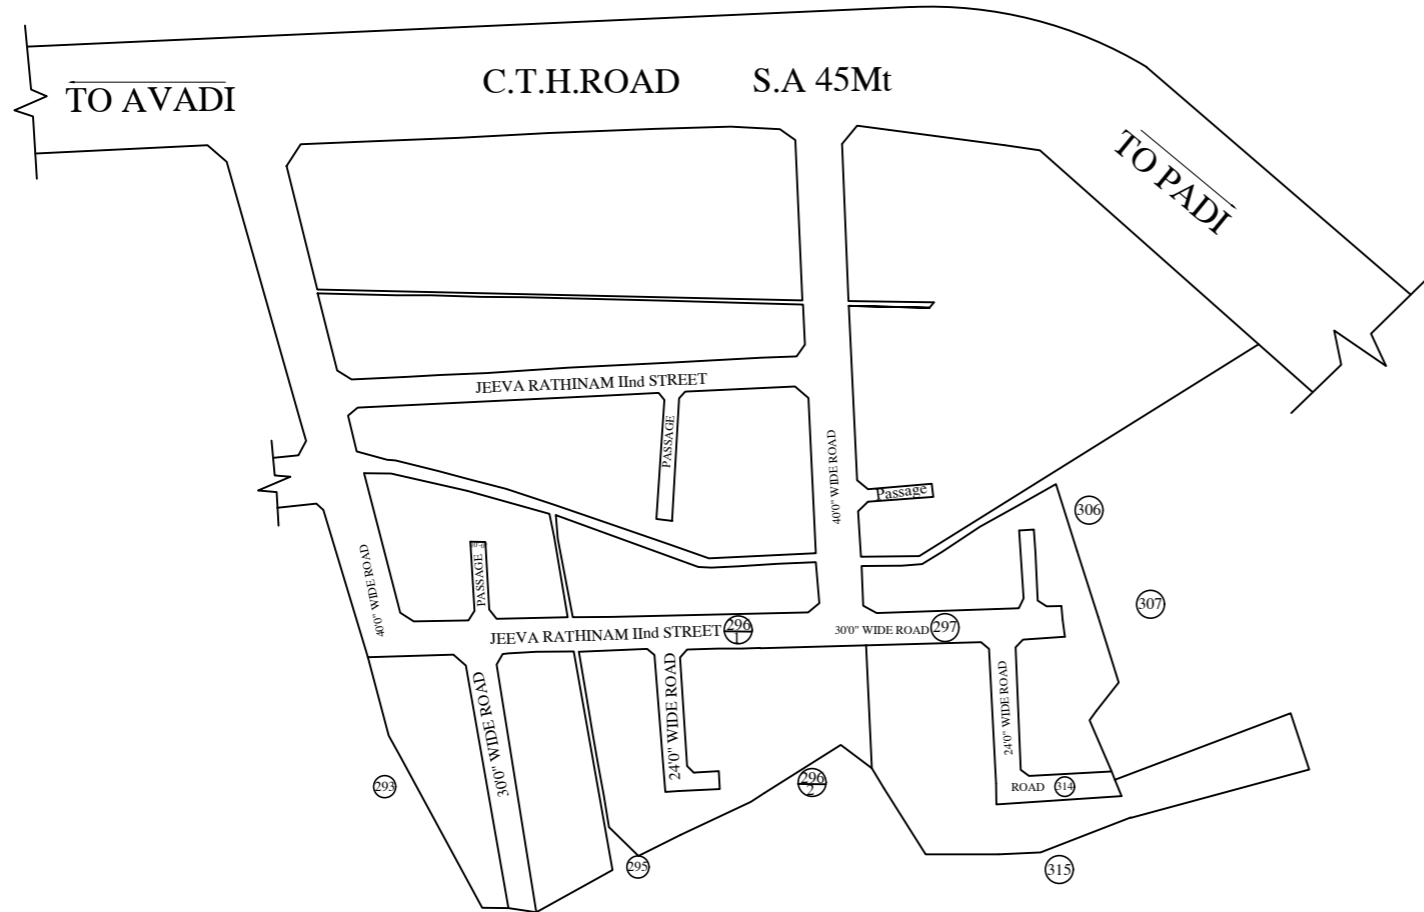 C.T.H.ROAD S.A 45Mt
TO AVADI
TO PADI
JEEVA RATHINAM IInd STREET
PASSAGE
40'0" WIDE ROAD
Passage
306
PASSAGE
40'0" WIDE ROAD
307
JEEVA RATHINAM IInd STREET
296
1
30'0" WIDE ROAD
297
30'0" WIDE ROAD
24'0" WIDE ROAD
24'0" WIDE ROAD
293
296
2
ROAD
314
295
315